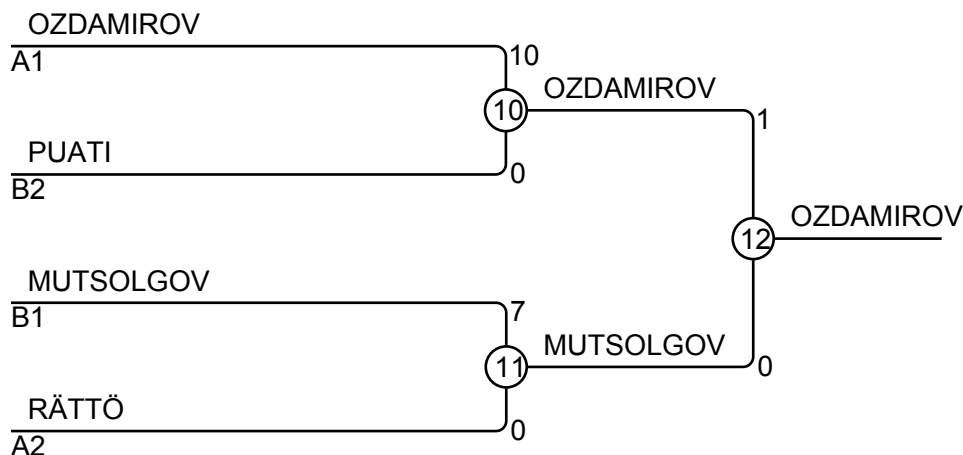 OZDAMIROV
A1
10
10
OZDAMIROV
1
PUATI
B2
0
12
OZDAMIROV
MUTSOLGOV
B1
7
11
MUTSOLGOV
0
RÄTTÖ
A2
0